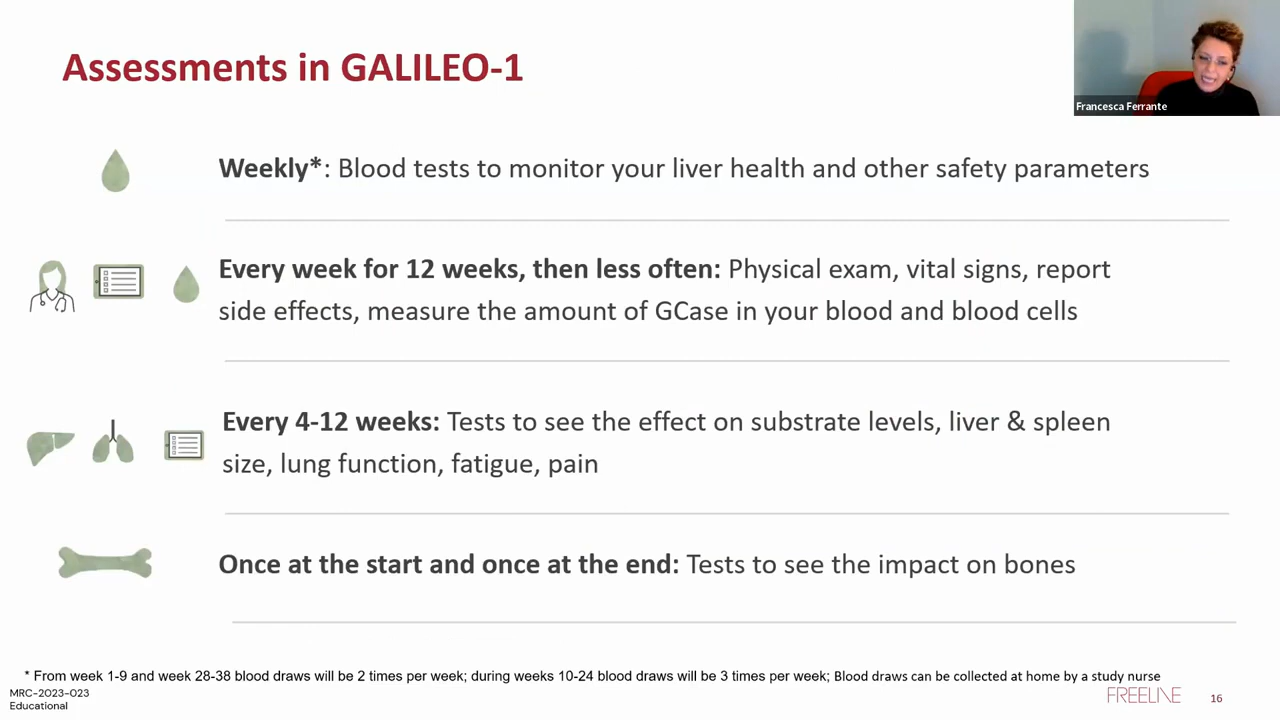 Assessments in GALILEO-1
Francesca Ferrante
Weekly*: Blood tests to monitor your liver health and other safety parameters
Every week for 12 weeks, then less often: Physical exam, vital signs, report
side effects, measure the amount of GCase in your blood and blood cells
Every 4-12 weeks: Tests to see the effect on substrate levels, liver & spleen
size, lung function, fatigue, pain
Once at the start and once at the end: Tests to see the impact on bones
* From week 1-9 and week 28-38 blood draws will be 2 times per week; during weeks 10-24 blood draws will be 3 times per week; Blood draws can be collected at home by a study nurse
MRC-2023-023
Educational
FREELINE
16